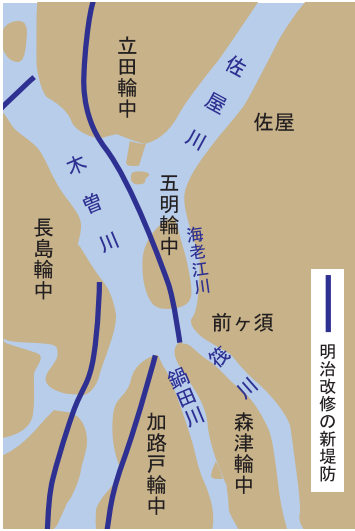 立田輪中
佐屋川
佐屋
木曽川
五明輪中
海老江川
長島輪中
前ヶ須
筏川
鍋田川
加路戸輪中
森津輪中
明治改修の新堤防